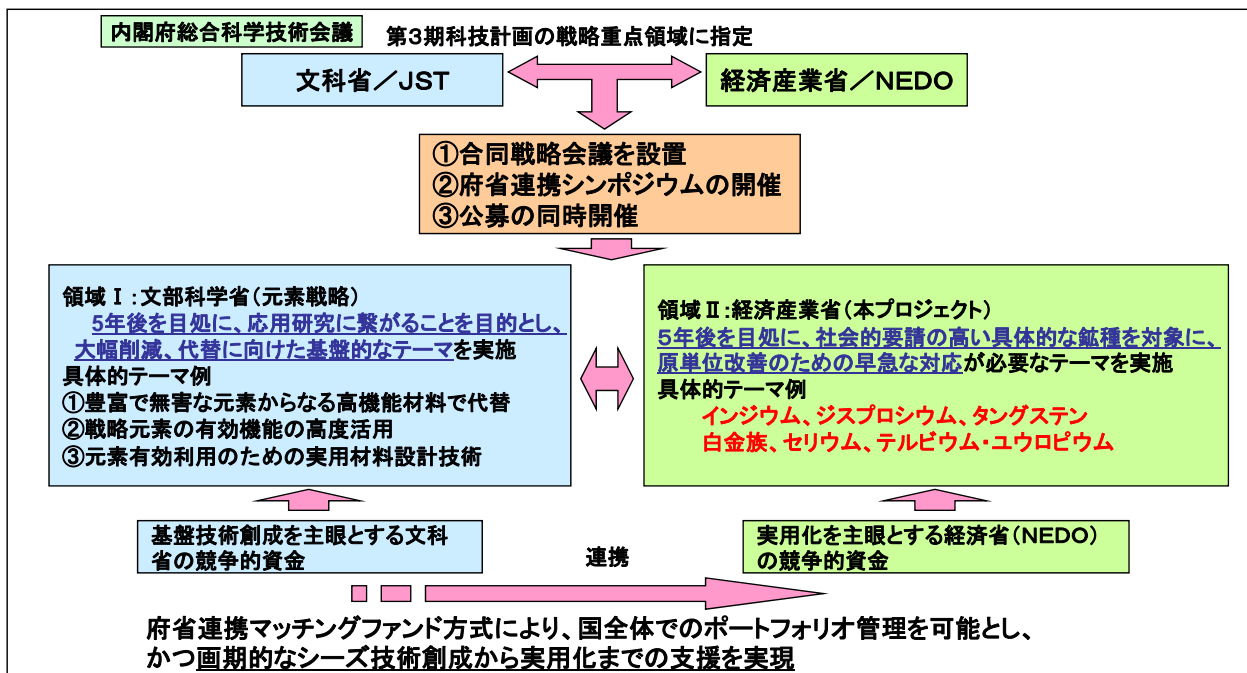 内閣府総合科学技術会議
第3期科技計画の戦略重点領域に指定
文科省/JST
経済産業省/NEDO
①合同戦略会議を設置
②府省連携シンポジウムの開催
③公募の同時開催
領域Ⅰ:文部科学省(元素戦略)
5年後を目処に、応用研究に繋がることを目的とし、
大幅削減、代替に向けた基盤的なテーマを実施
具体的テーマ例
①豊富で無害な元素からなる高機能材料で代替
②戦略元素の有効機能の高度活用
③元素有効利用のための実用材料設計技術
領域Ⅱ:経済産業省(本プロジェクト)
5年後を目処に、社会的要請の高い具体的な鉱種を対象に、
原単位改善のための早急な対応が必要なテーマを実施
具体的テーマ例
インジウム、ジスプロシウム、タングステン
白金族、セリウム、テルビウム・ユウロピウム
基盤技術創成を主眼とする文科
省の競争的資金
連携
実用化を主眼とする経済省(NEDO)
の競争的資金
府省連携マッチングファンド方式により、国全体でのポートフォリオ管理を可能とし、
かつ画期的なシーズ技術創成から実用化までの支援を実現